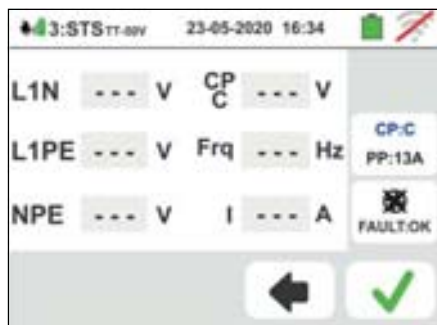 3:STS TT-50V 23-05-2020 16:34
L1N --- V CP C --- V
L1PE --- V Frq --- Hz
NPE --- V I --- A
CP:C
PP:13A
FAULT:OK